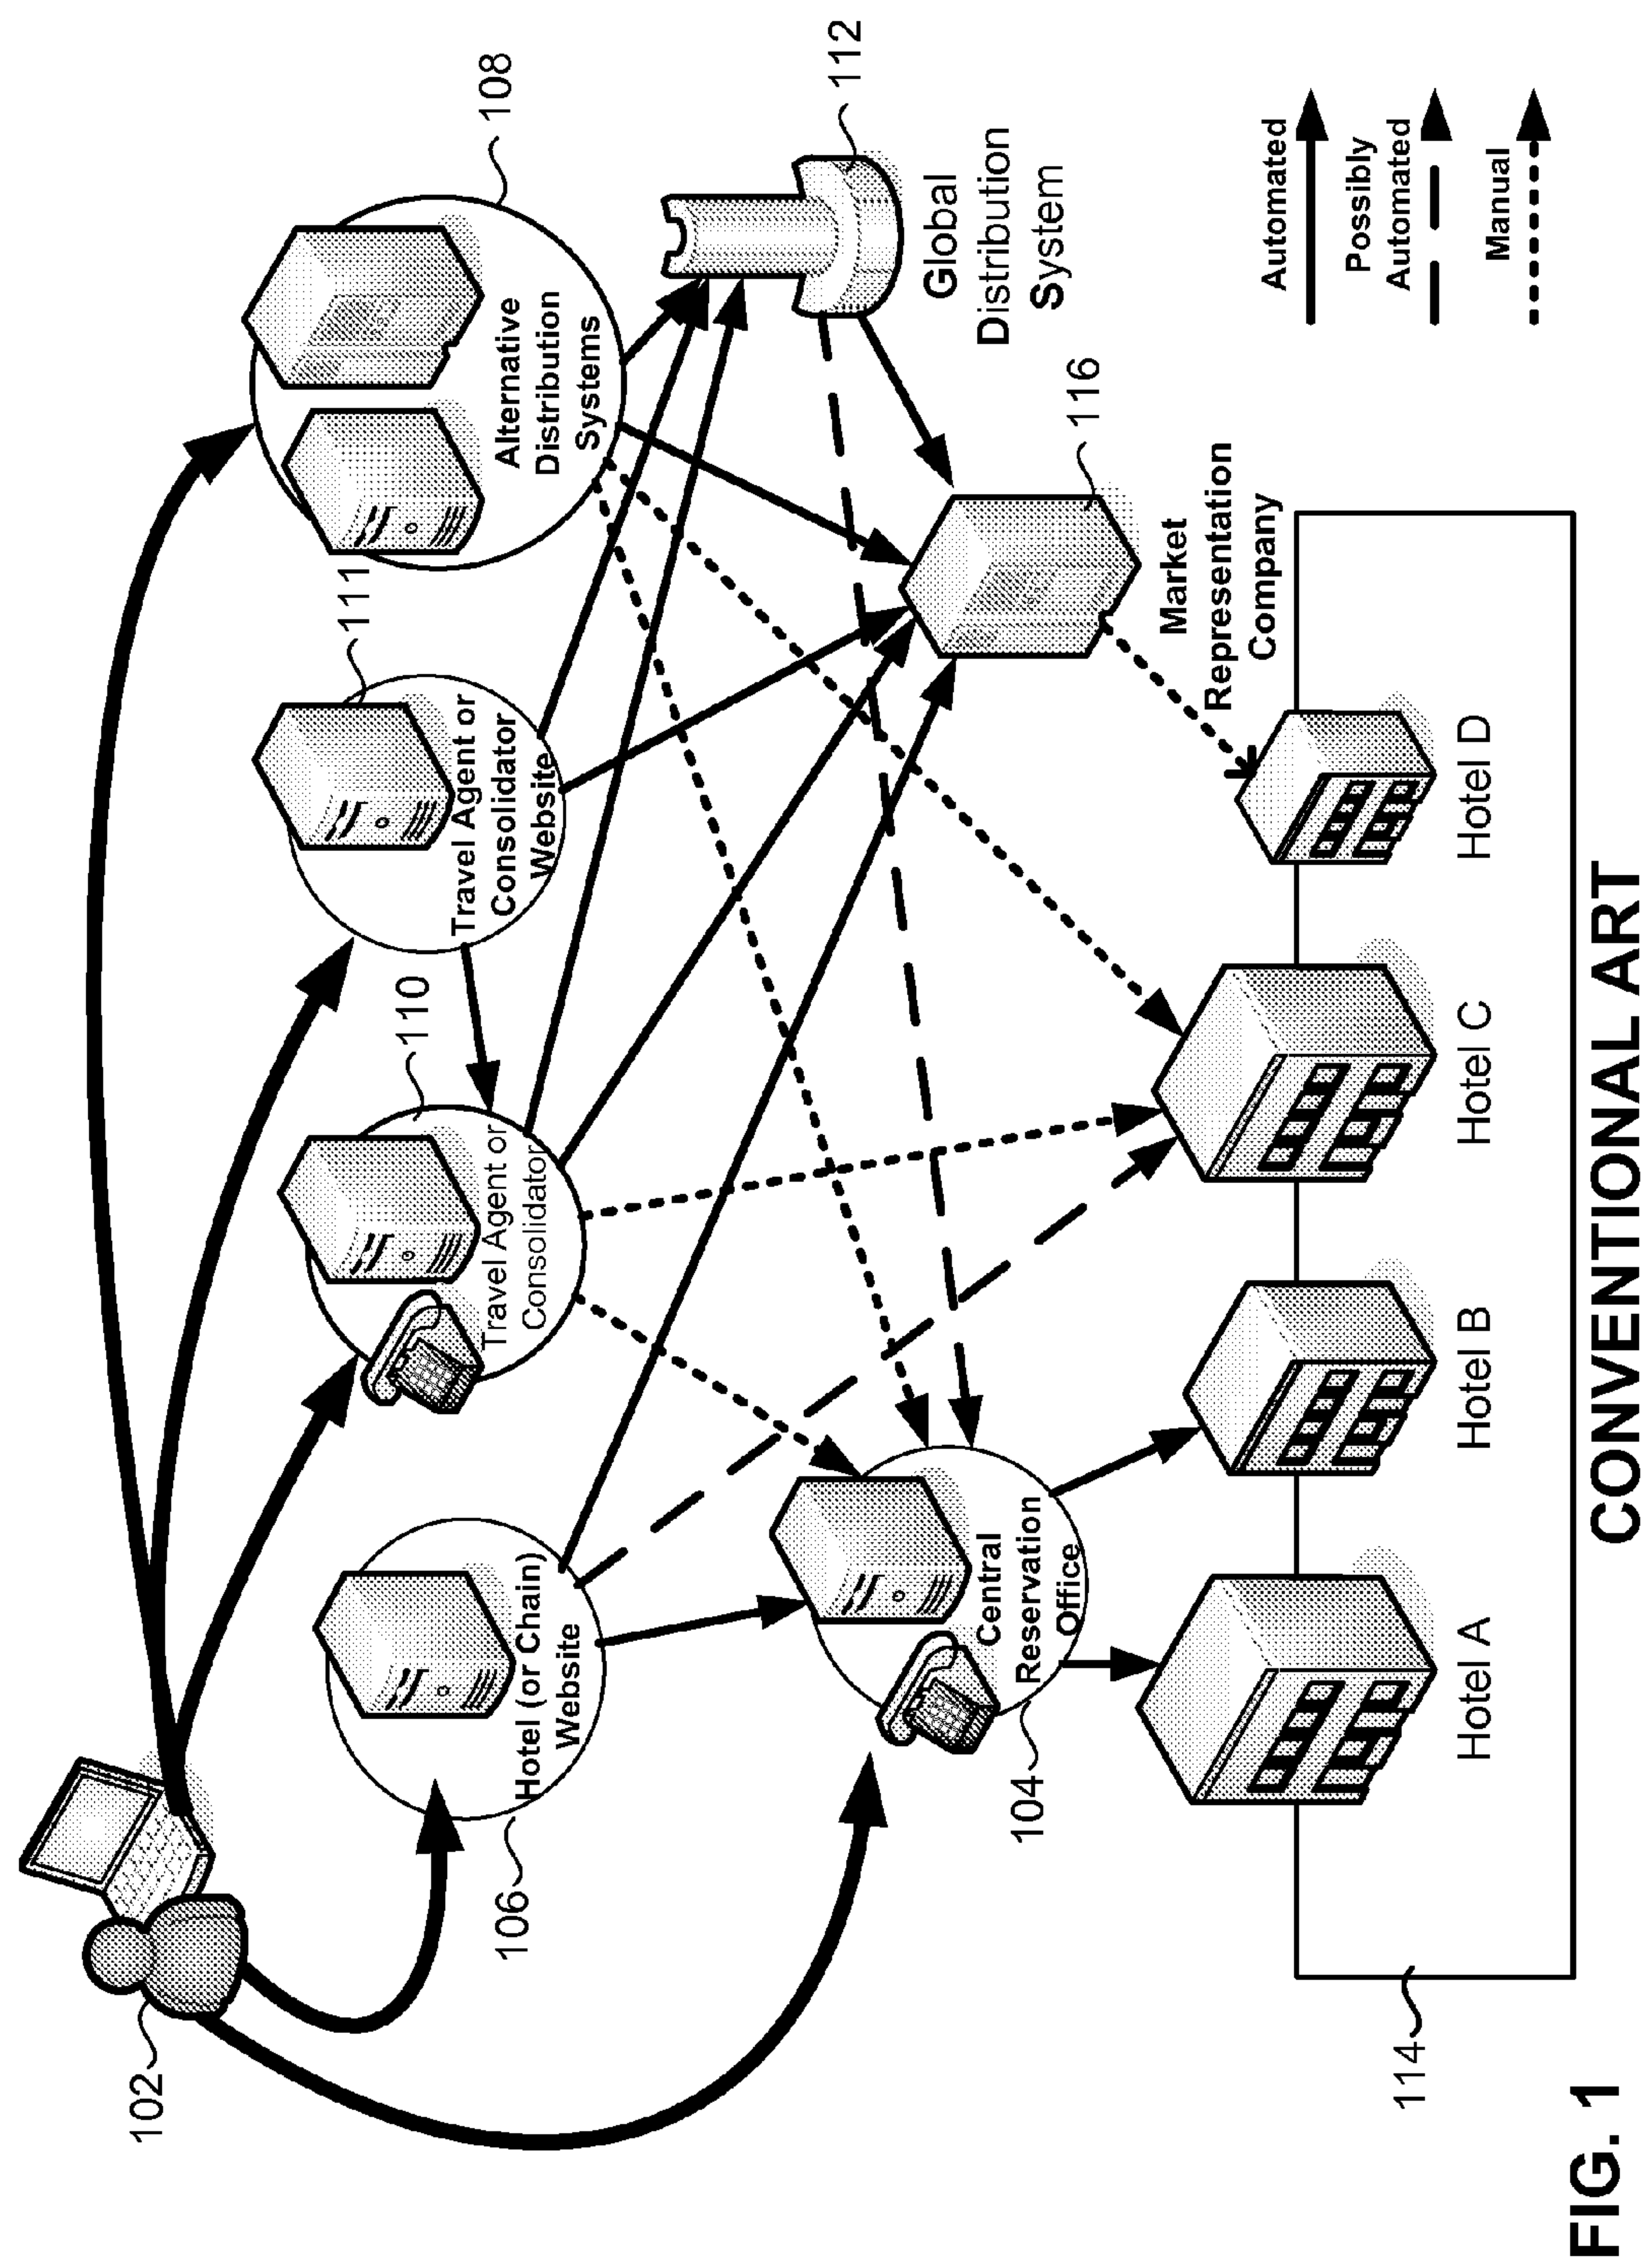 102
108
Alternative
Distribution
Systems
111
Travel Agent or
Consolidator
Website
110
Travel Agent or
Consolidator
106
Hotel (or Chain)
Website
112
Global
Distribution
System
116
Market
Representation
Company
Central
Reservation
Office
104
Automated
Possibly
Automated
Manual
Hotel A
Hotel B
Hotel C
Hotel D
114
FIG. 1
CONVENTIONAL ART